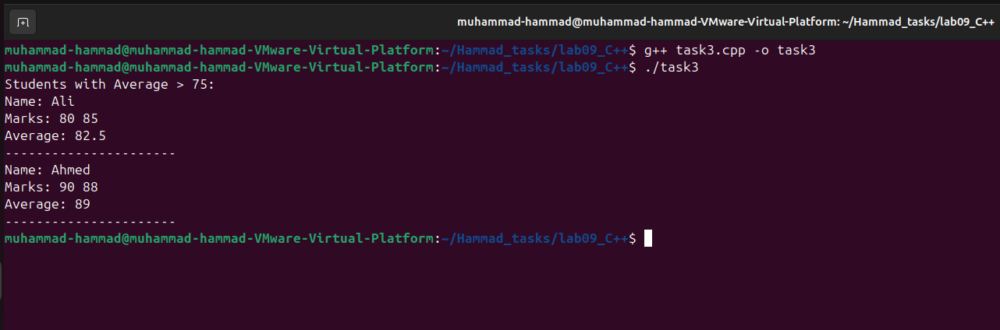 muhammad-hammad@muhammad-hammad-VMware-Virtual-Platform: ~/Hammad_tasks/lab09_C++
muhammad-hammad@muhammad-hammad-VMware-Virtual-Platform:~/Hammad_tasks/lab09_C++$ g++ task3.cpp -o task3
muhammad-hammad@muhammad-hammad-VMware-Virtual-Platform:~/Hammad_tasks/lab09_C++$ ./task3
Students with Average > 75:
Name: Ali
Marks: 80 85
Average: 82.5
----------------------
Name: Ahmed
Marks: 90 88
Average: 89
----------------------
muhammad-hammad@muhammad-hammad-VMware-Virtual-Platform:~/Hammad_tasks/lab09_C++$